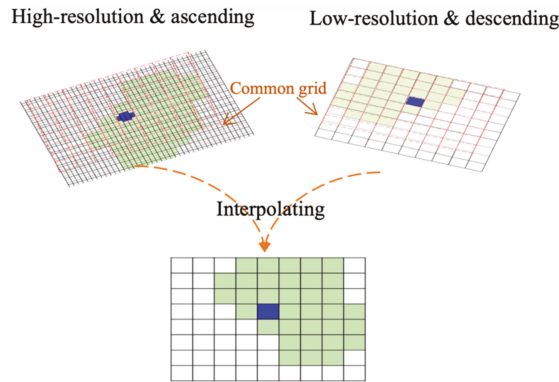 High-resolution & ascending
Low-resolution & descending
Common grid
Interpolating